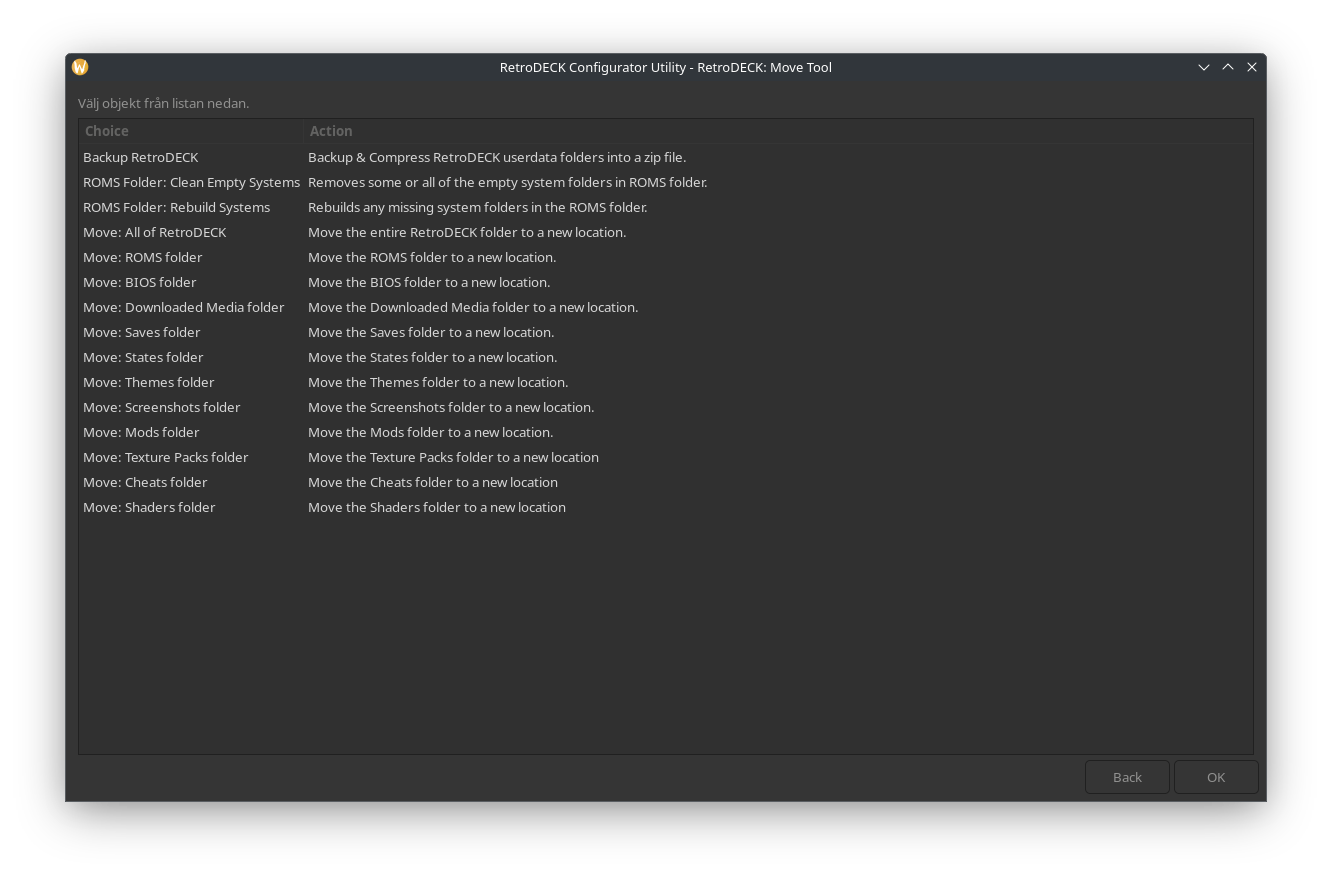 RetroDECK Configurator Utility - RetroDECK: Move Tool
Välj objekt från listan nedan.
Choice Action
Backup RetroDECK Backup & Compress RetroDECK userdata folders into a zip file.
ROMS Folder: Clean Empty Systems Removes some or all of the empty system folders in ROMS folder.
ROMS Folder: Rebuild Systems Rebuilds any missing system folders in the ROMS folder.
Move: All of RetroDECK Move the entire RetroDECK folder to a new location.
Move: ROMS folder Move the ROMS folder to a new location.
Move: BIOS folder Move the BIOS folder to a new location.
Move: Downloaded Media folder Move the Downloaded Media folder to a new location.
Move: Saves folder Move the Saves folder to a new location.
Move: States folder Move the States folder to a new location.
Move: Themes folder Move the Themes folder to a new location.
Move: Screenshots folder Move the Screenshots folder to a new location.
Move: Mods folder Move the Mods folder to a new location.
Move: Texture Packs folder Move the Texture Packs folder to a new location
Move: Cheats folder Move the Cheats folder to a new location
Move: Shaders folder Move the Shaders folder to a new location
Back OK